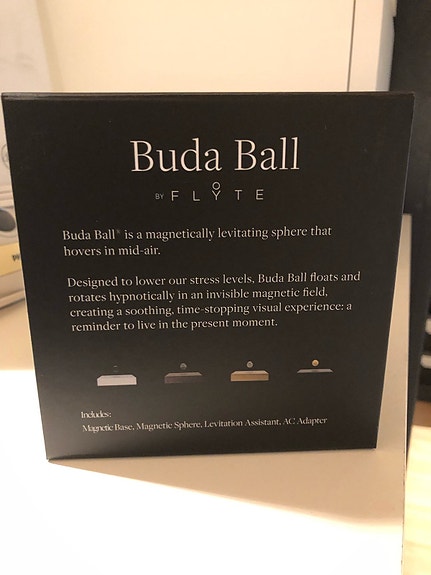 Buda Ball
BY FLYTE
Buda Ball® is a magnetically levitating sphere that
hovers in mid-air.
Designed to lower our stress levels, Buda Ball floats and
rotates hypnotically in an invisible magnetic field,
creating a soothing, time-stopping visual experience: a
reminder to live in the present moment.
Includes:
Magnetic Base, Magnetic Sphere, Levitation Assistant, AC Adapter